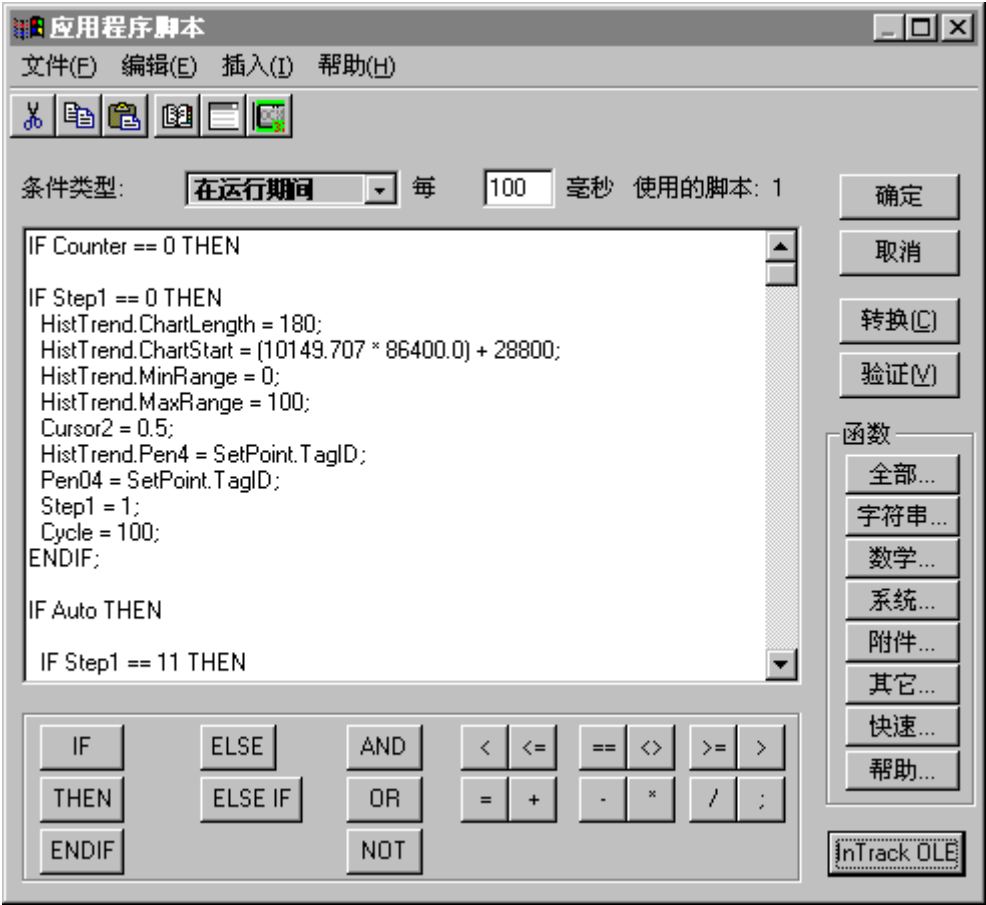 应用程序脚本
文件(F) 编辑(E) 插入(I) 帮助(H)
条件类型: 在运行期间 每 100 毫秒 使用的脚本: 1
IF Counter == 0 THEN
IF Step1 == 0 THEN
HistTrend.ChartLength = 180;
HistTrend.ChartStart = (10149.707 * 86400.0) + 28800;
HistTrend.MinRange = 0;
HistTrend.MaxRange = 100;
Cursor2 = 0.5;
HistTrend.Pen4 = SetPoint.TagID;
Pen04 = SetPoint.TagID;
Step1 = 1;
Cycle = 100;
ENDIF;
IF Auto THEN
IF Step1 == 11 THEN
确定
取消
转换(C)
验证(V)
函数
全部...
字符串...
数学...
系统...
附件...
其它...
快速...
帮助...
IF ELSE AND < <= == <> >= >
THEN ELSE IF OR = + - * / ;
ENDIF NOT
InTrack OLE